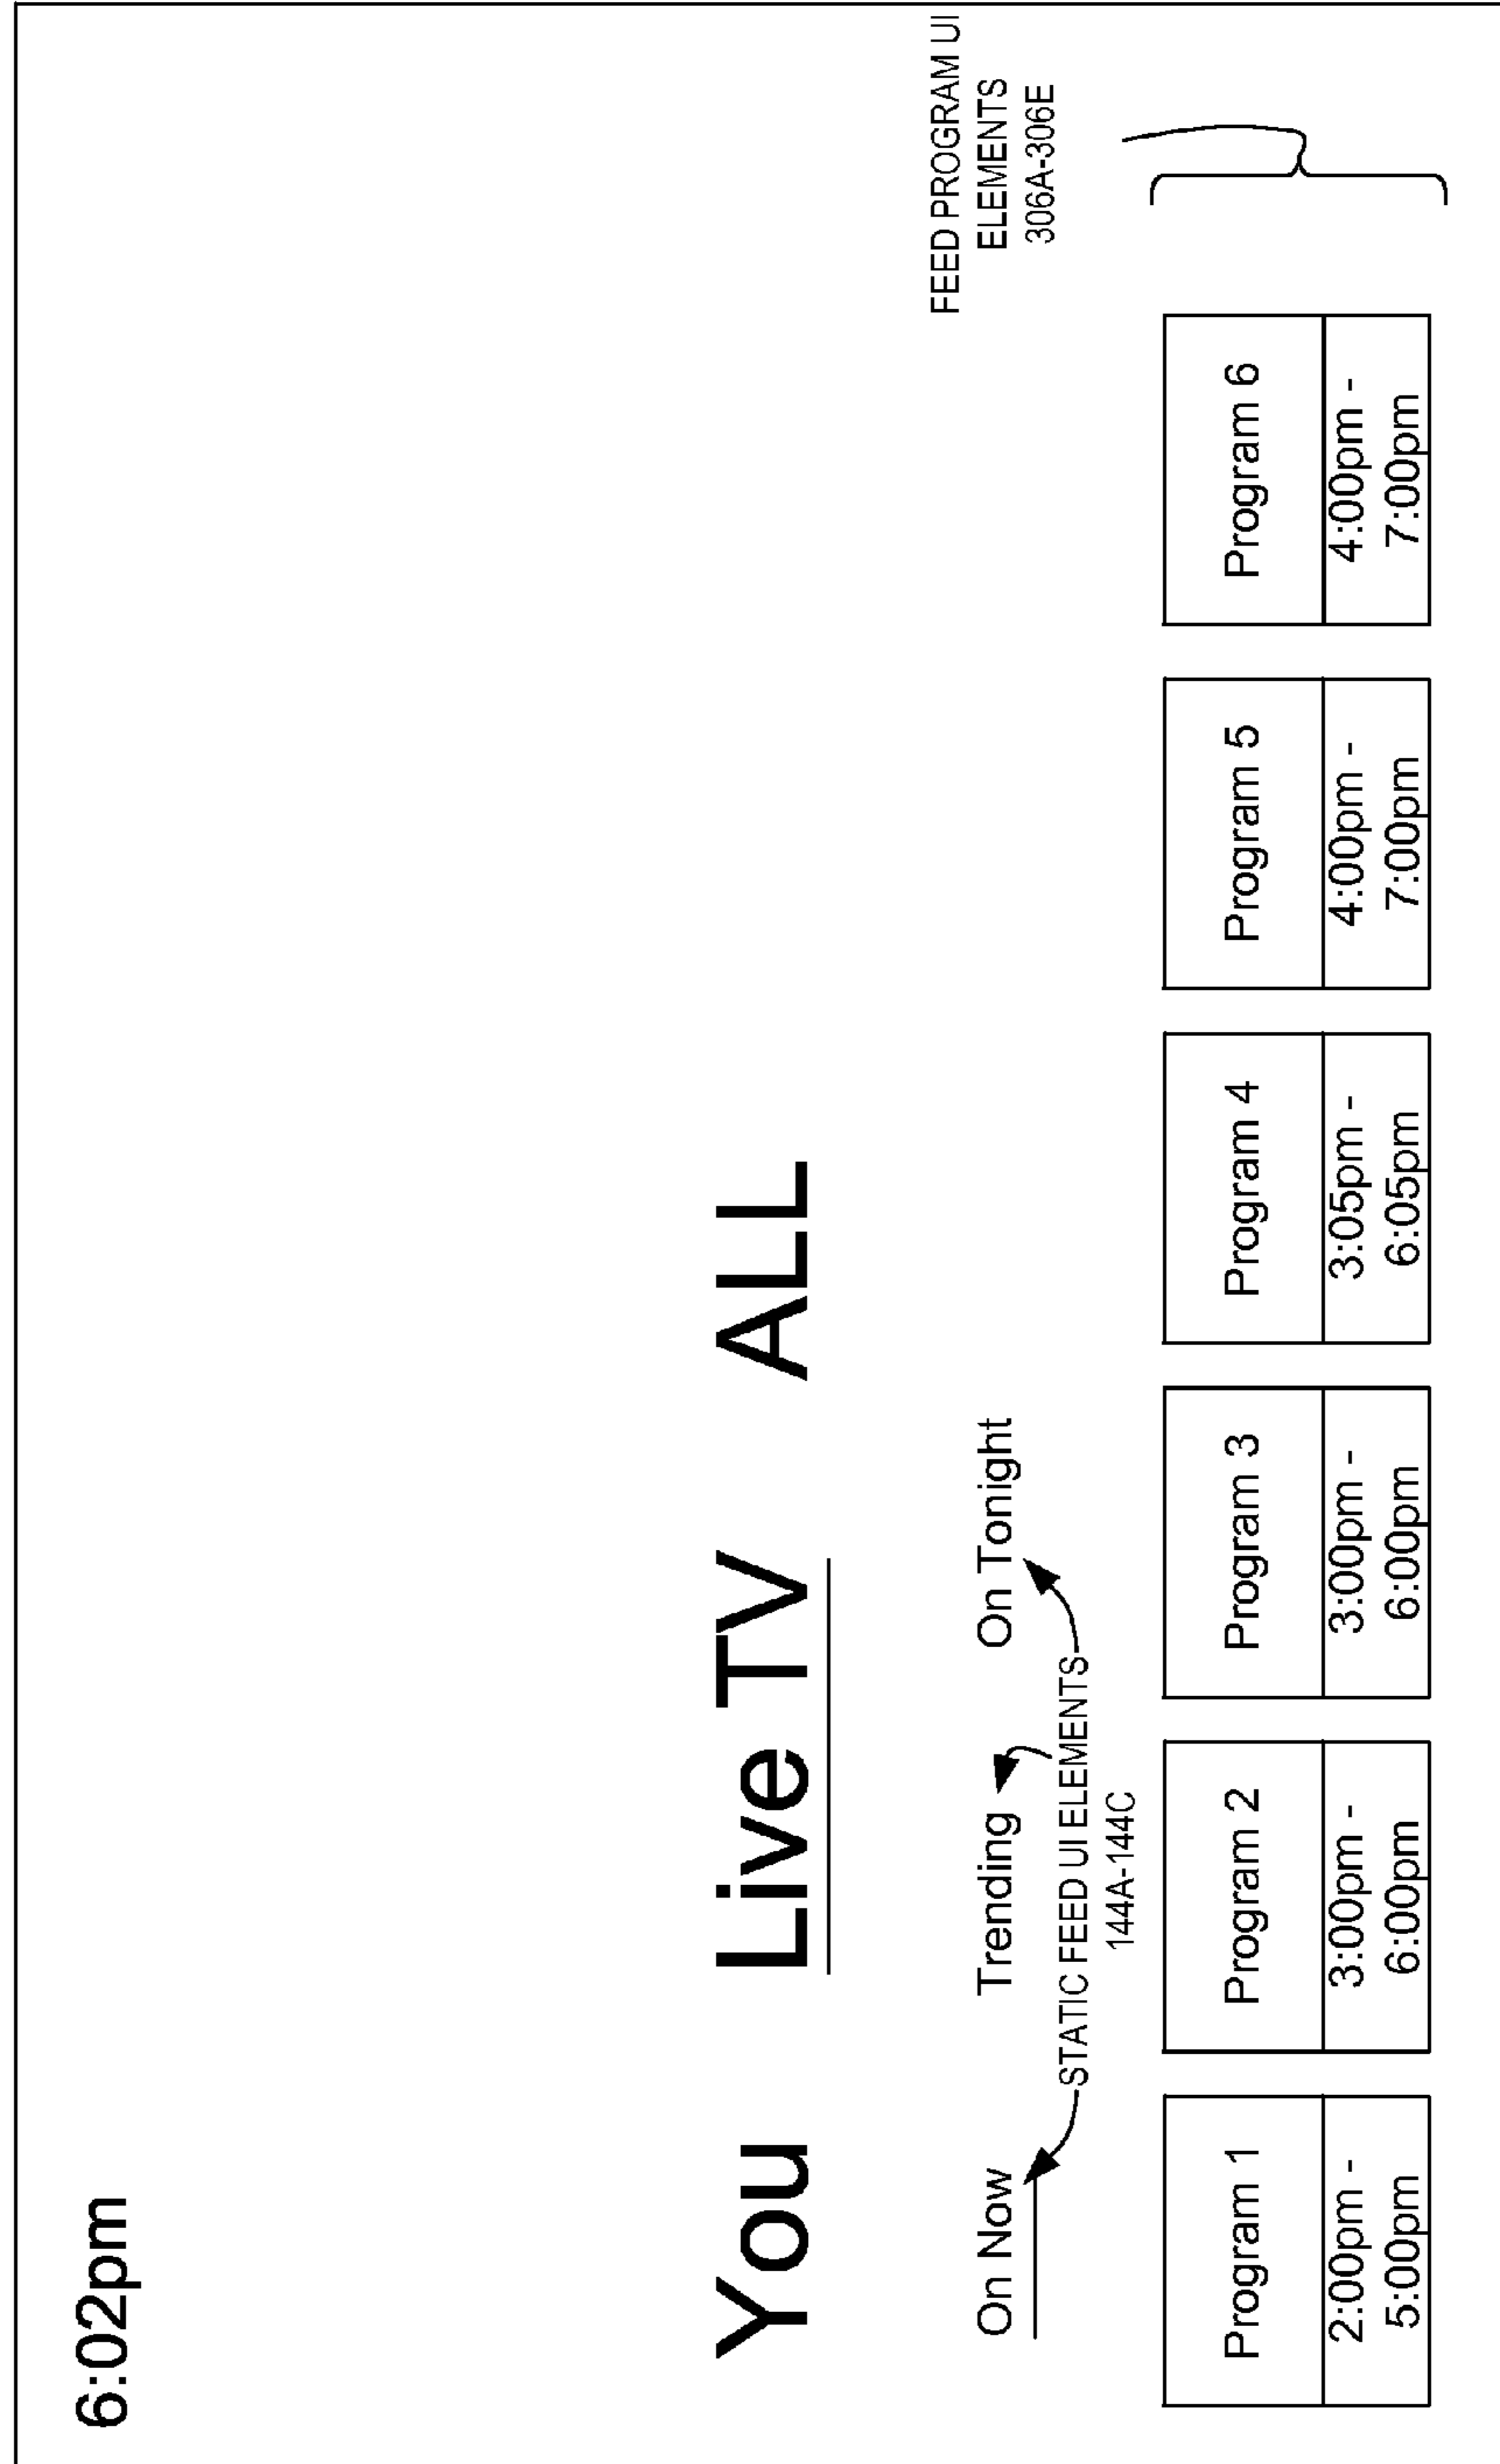 6:02pm
You Live TV ALL
FEED PROGRAM UI
ELEMENTS
306A-306E
On Now Trending On Tonight
STATIC FEED UI ELEMENTS
144A-144C
Program 1
2:00pm -
5:00pm
Program 2
3:00pm -
6:00pm
Program 3
3:00pm -
6:00pm
Program 4
3:05pm -
6:05pm
Program 5
4:00pm -
7:00pm
Program 6
4:00pm -
7:00pm